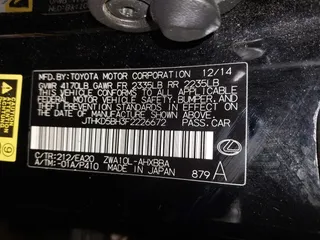 MFD.BY:TOYOTA MOTOR CORPORATION 12/14
GVWR 4170LB GAWR FR 2335LB RR 2235LB
THIS VEHICLE CONFORMS TO ALL APPLICABLE
FEDERAL MOTOR VEHICLE SAFETY, BUMPER, AND
THEFT PREVENTION STANDARDS IN EFFECT ON
THE DATE OF MANUFACTURE SHOWN ABOVE.
JTHKD5BH3F2226672 PASS.CAR
C/TR:212/EA20 ZWA10L-AHXBBA
A/TM:-01A/P410 MADE IN JAPAN 879 A